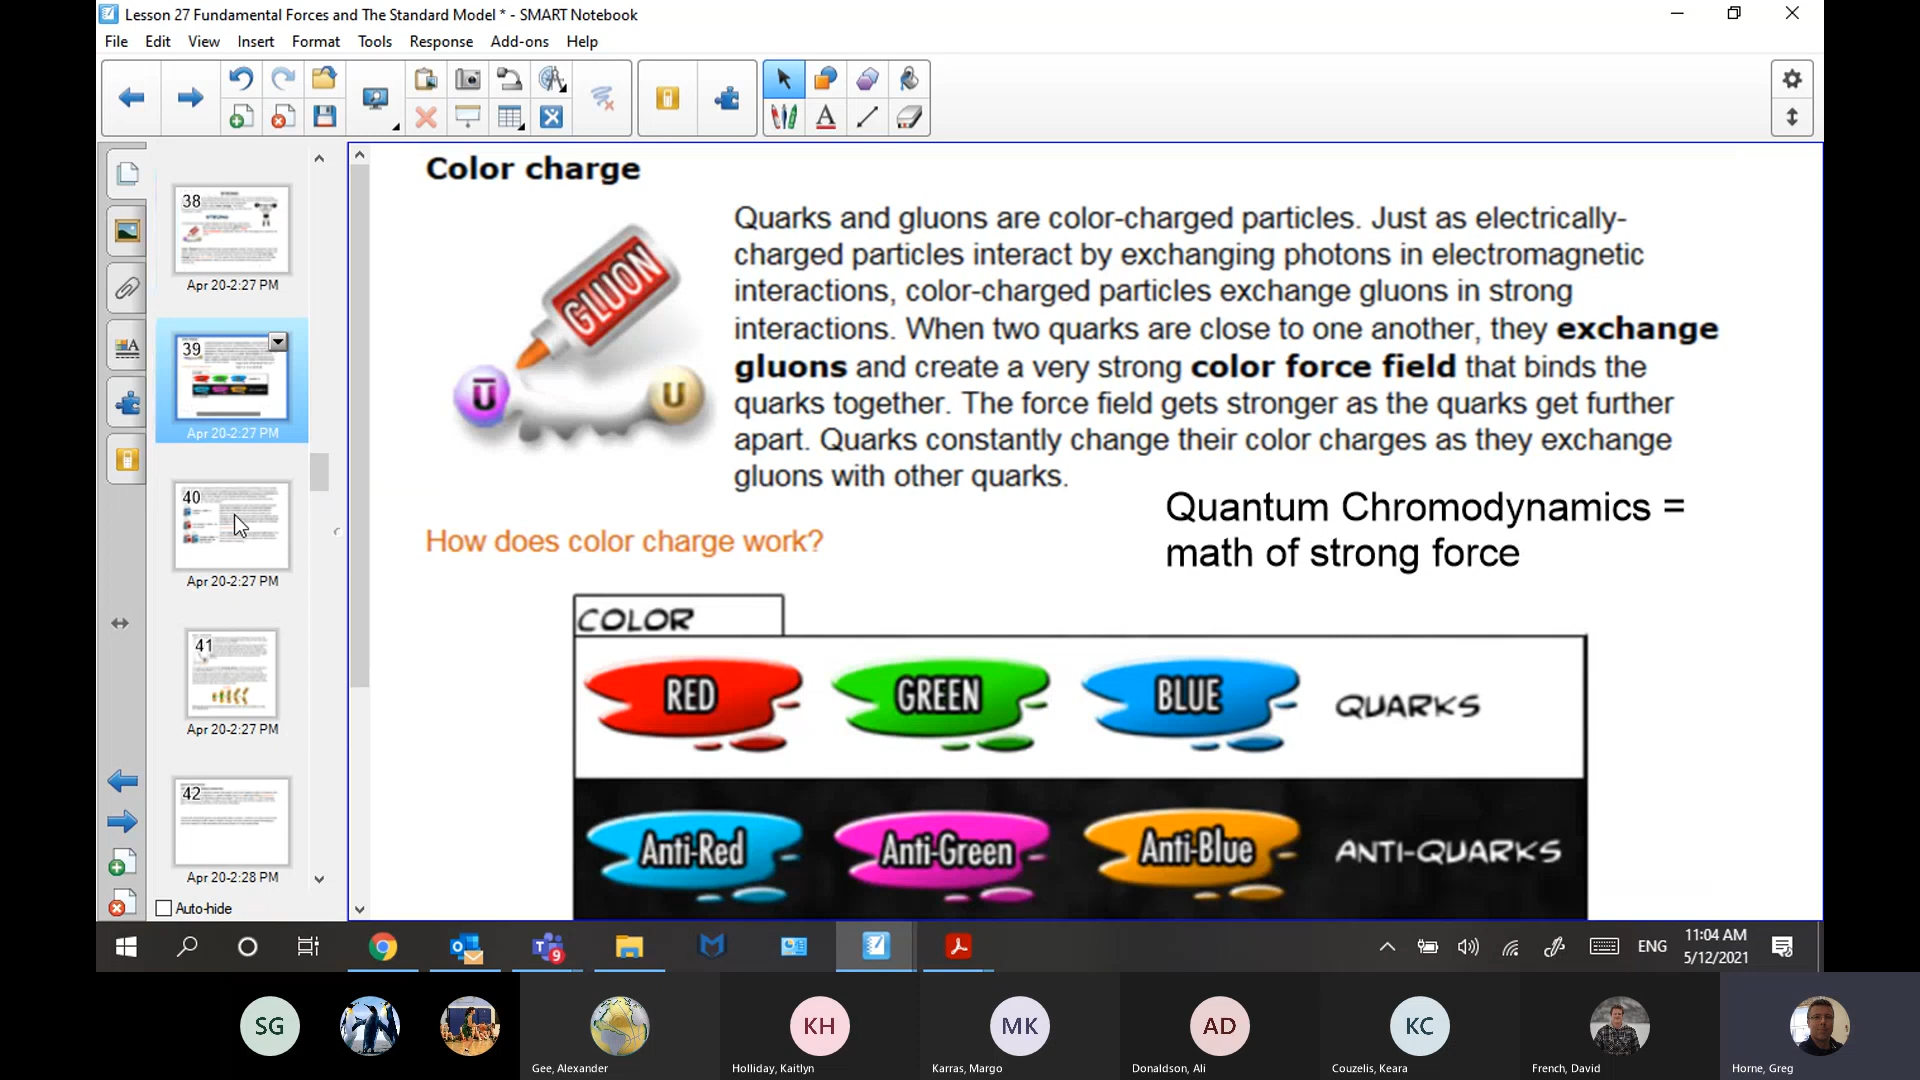 Lesson 27 Fundamental Forces and The Standard Model * - SMART Notebook
File Edit View Insert Format Tools Response Add-ons Help
38
Apr 20-2:27 PM
39
Apr 20-2:27 PM
40
Apr 20-2:27 PM
41
Apr 20-2:27 PM
42
Apr 20-2:28 PM
Auto-hide
Color charge
GLUON
U
U
Quarks and gluons are color-charged particles. Just as electrically-
charged particles interact by exchanging photons in electromagnetic
interactions, color-charged particles exchange gluons in strong
interactions. When two quarks are close to one another, they exchange
gluons and create a very strong color force field that binds the
quarks together. The force field gets stronger as the quarks get further
apart. Quarks constantly change their color charges as they exchange
gluons with other quarks.
Quantum Chromodynamics =
math of strong force
How does color charge work?
COLOR
RED GREEN BLUE QUARKS
Anti-Red Anti-Green Anti-Blue ANTI-QUARKS
9
ENG
11:04 AM
5/12/2021
SG
KH
MK
AD
KC
Gee, Alexander
Holliday, Kaitlyn
Karras, Margo
Donaldson, Ali
Couzelis, Keara
French, David
Horne, Greg